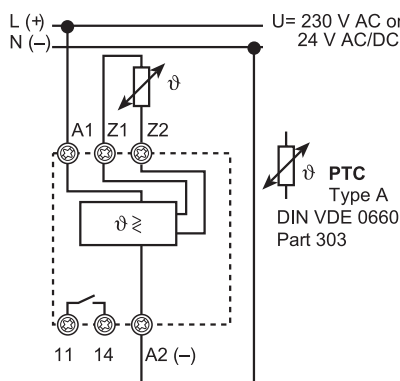 L (+)
U= 230 V AC or
N (–)
24 V AC/DC
ϑ
A1 Z1 Z2
ϑ PTC
Type A
DIN VDE 0660
Part 303
ϑ ≷
11 14 A2 (–)